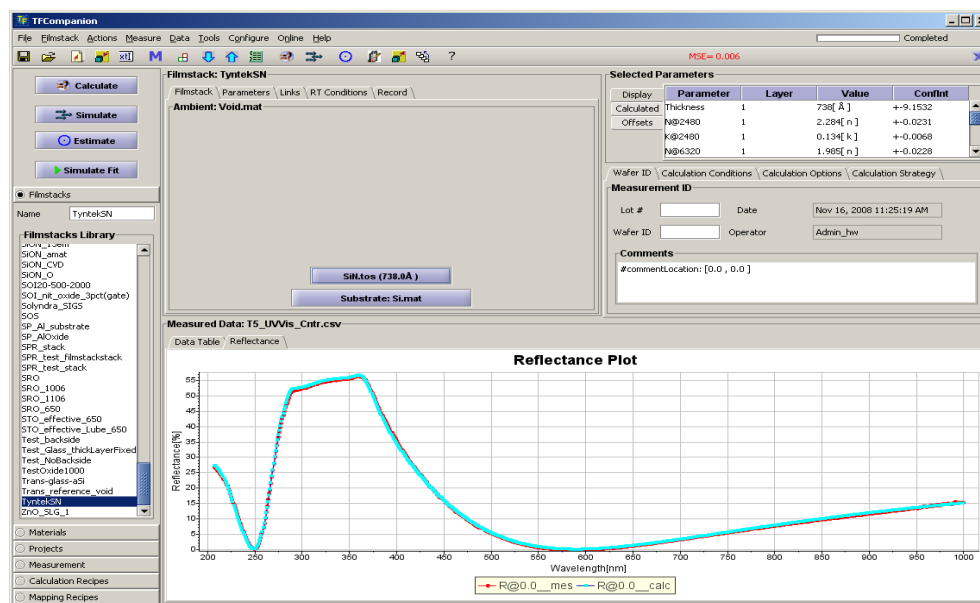 TFCompanion
File Filmstack Actions Measure Data Tools Configure Online Help
Completed
MSE= 0.006
Calculate
Simulate
Estimate
Simulate Fit
Filmstacks
Name TyntekSN
Filmstacks Library
SiON_amat
SiON_CVD
SiON_O
SOI20-500-2000
SOI_nit_oxide_3pct(gate)
Solyndra_SIGS
SOS
SP_Al_substrate
SP_AlOxide
SPR_stack
SPR_test_filmstackstack
SPR_test_stack
SRO
SRO_1006
SRO_1106
SRO_650
STO_effective_650
STO_effective_Lube_650
Test_backside
Test_Glass_thickLayerFixed
Test_NoBackside
TestOxide1000
Trans-glass-aSi
Trans_reference_void
TyntekSN
ZnO_SLG_1
Materials
Projects
Measurement
Calculation Recipes
Mapping Recipes
Filmstack: TyntekSN
Filmstack Parameters Links RT Conditions Record
Ambient: Void.mat
SiN.tos (738.0Å )
Substrate: Si.mat
Selected Parameters
Display
Calculated
Offsets
Parameter Layer Value ConfInt
Thickness 1 738[ Å ] +-9.1532
N@2480 1 2.284[ n ] +-0.0231
K@2480 1 0.134[ k ] +-0.0068
N@6320 1 1.985[ n ] +-0.0228
Wafer ID Calculation Conditions Calculation Options Calculation Strategy
Measurement ID
Lot # Date Nov 16, 2008 11:25:19 AM
Wafer ID Operator Admin_hw
Comments
#commentLocation: [0.0 , 0.0 ]
Measured Data: T5_UVVis_Cntr.csv
Data Table Reflectance
Reflectance Plot
Reflectance[%]
55
50
45
40
35
30
25
20
15
10
5
0
200 250 300 350 400 450 500 550 600 650 700 750 800 850 900 950 1000
Wavelength[nm]
R@0.0__mes R@0.0__calc